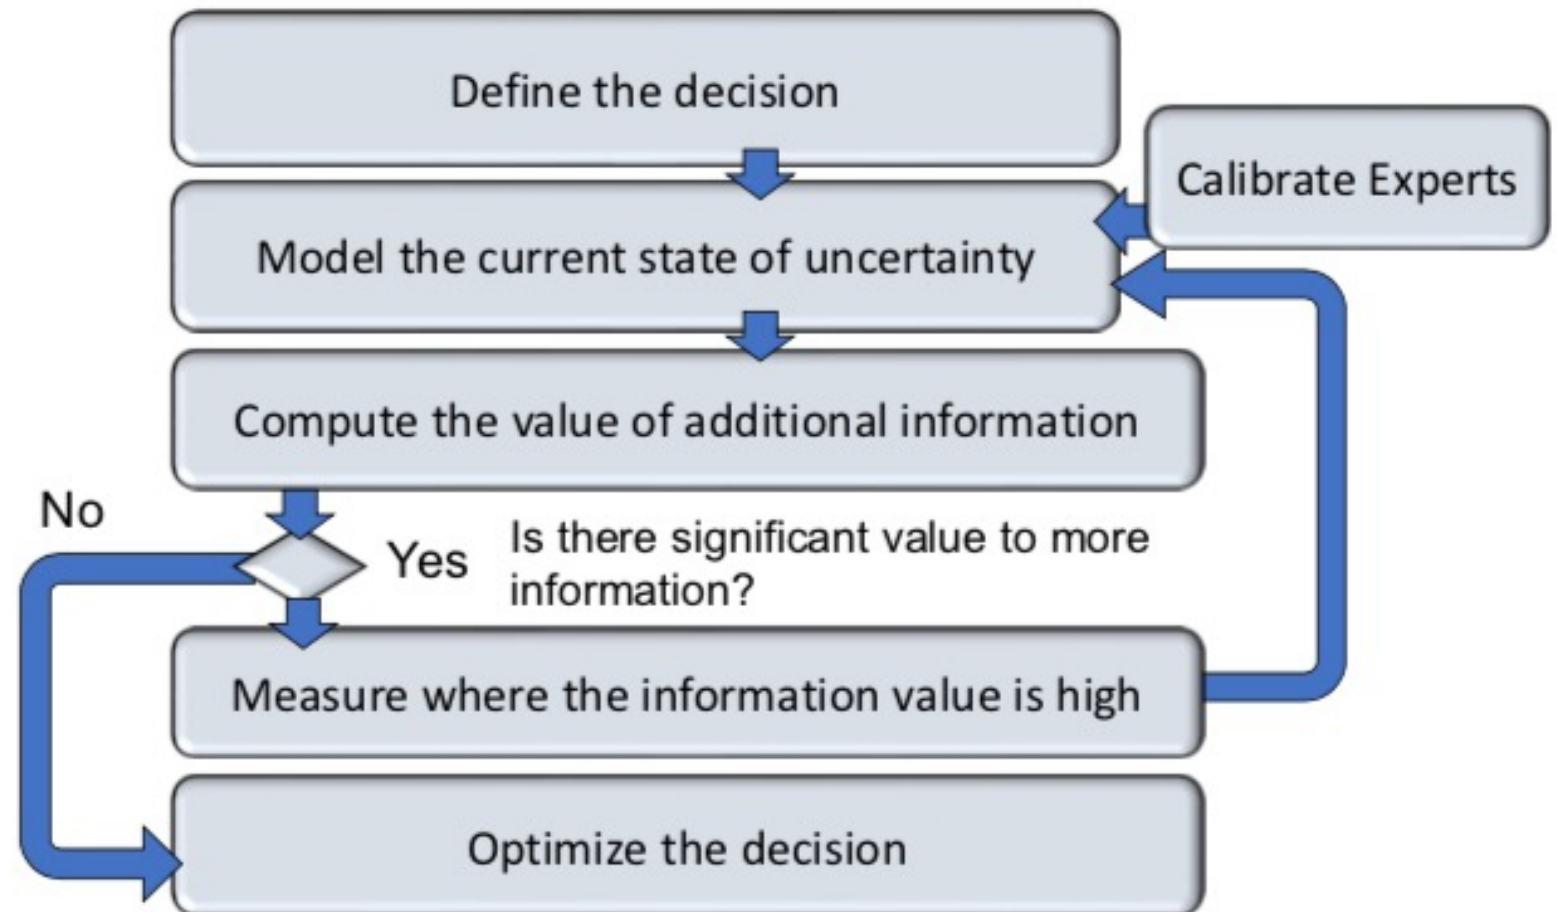 Define the decision
Calibrate Experts
Model the current state of uncertainty
Compute the value of additional information
No
Yes
Is there significant value to more
information?
Measure where the information value is high
Optimize the decision